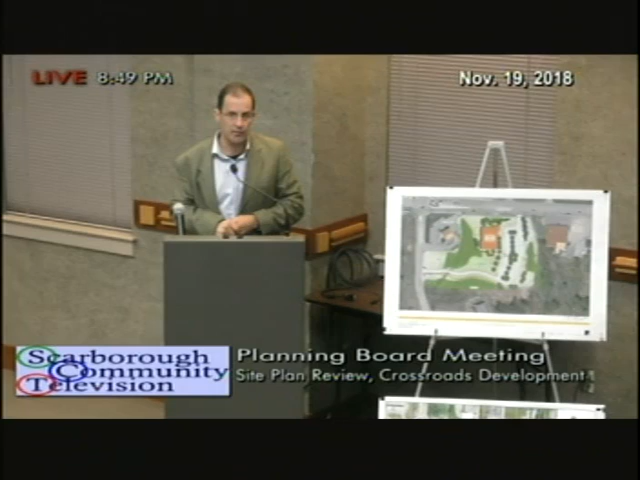 LIVE 8:49 PM
Nov. 19, 2018
Scarborough
Community
Television
Planning Board Meeting
Site Plan Review, Crossroads Development